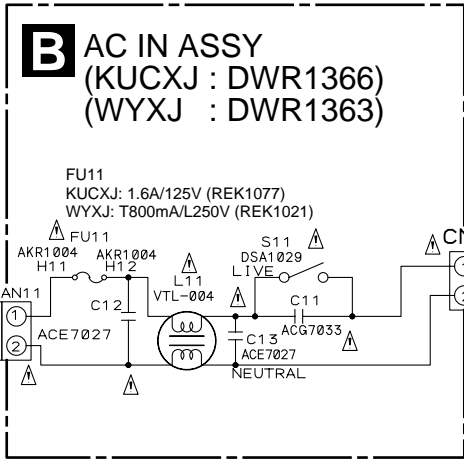 B AC IN ASSY
(KUCXJ : DWR1366)
(WYXJ : DWR1363)
FU11
KUCXJ: 1.6A/125V (REK1077)
WYXJ: T800mA/L250V (REK1021)
FU11
AKR1004 AKR1004
H11 H12
AN11
1
2
C12
ACE7027
L11
VTL-004
S11
DSA1029
LIVE
C11
ACG7033
C13
ACE7027
NEUTRAL
CN